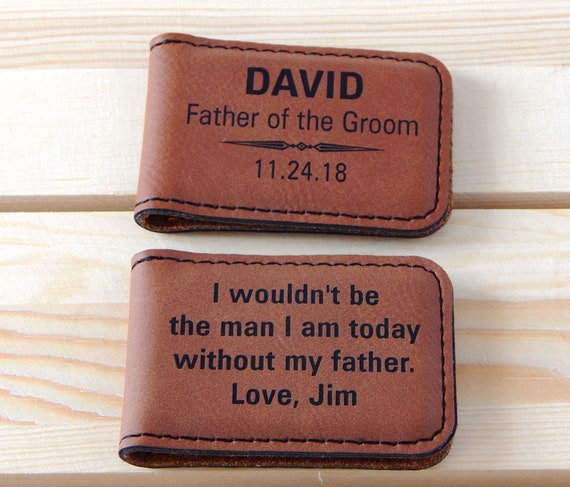 DAVID
Father of the Groom
11.24.18
I wouldn't be
the man I am today
without my father.
Love, Jim